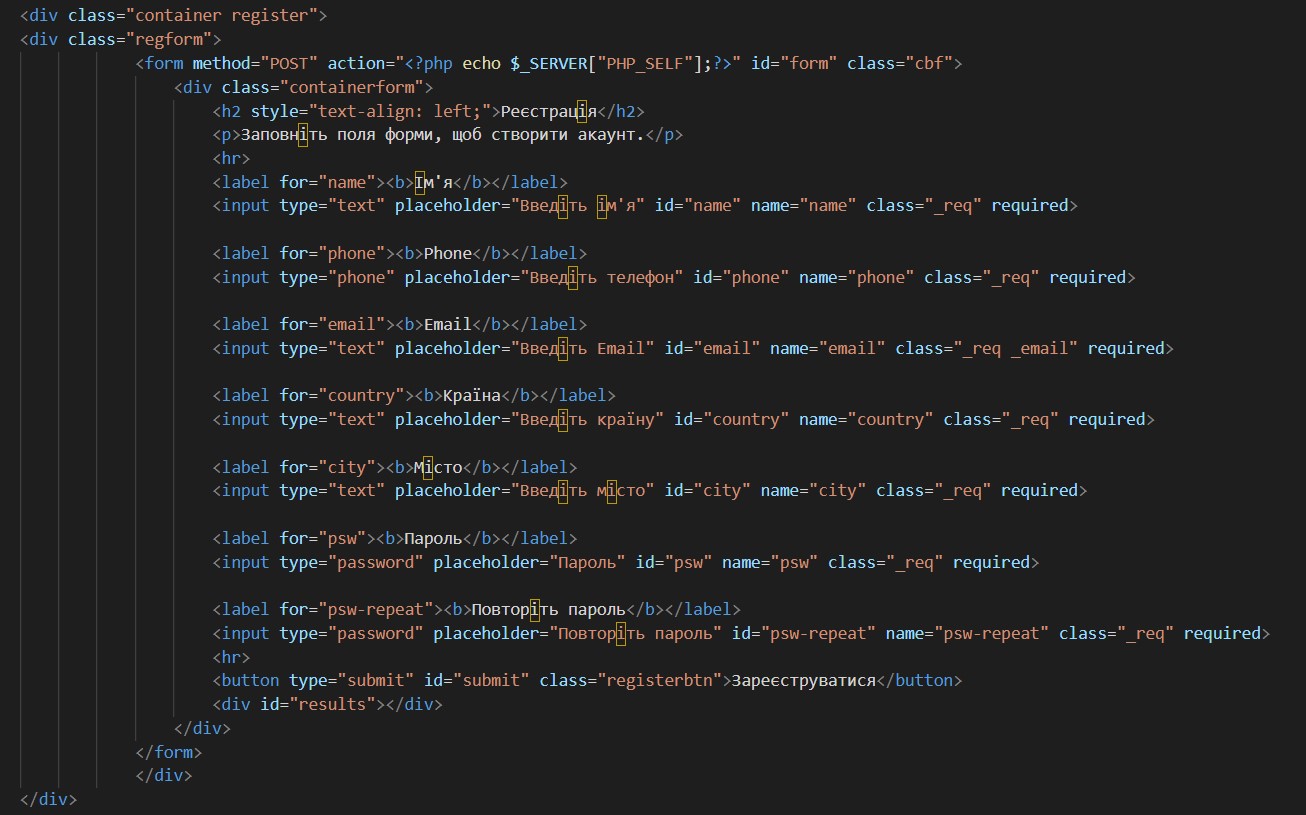 <div class="container register">
<div class="regform">
<form method="POST" action="<?php echo $_SERVER["PHP_SELF"];?>" id="form" class="cbf">
<div class="containerform">
<h2 style="text-align: left;">Реєстрація</h2>
<p>Заповніть поля форми, щоб створити акаунт.</p>
<hr>
<label for="name"><b>Ім'я</b></label>
<input type="text" placeholder="Введіть ім'я" id="name" name="name" class="_req" required>
<label for="phone"><b>Phone</b></label>
<input type="phone" placeholder="Введіть телефон" id="phone" name="phone" class="_req" required>
<label for="email"><b>Email</b></label>
<input type="text" placeholder="Введіть Email" id="email" name="email" class="_req _email" required>
<label for="country"><b>Країна</b></label>
<input type="text" placeholder="Введіть країну" id="country" name="country" class="_req" required>
<label for="city"><b>Місто</b></label>
<input type="text" placeholder="Введіть місто" id="city" name="city" class="_req" required>
<label for="psw"><b>Пароль</b></label>
<input type="password" placeholder="Пароль" id="psw" name="psw" class="_req" required>
<label for="psw-repeat"><b>Повторіть пароль</b></label>
<input type="password" placeholder="Повторіть пароль" id="psw-repeat" name="psw-repeat" class="_req" required>
<hr>
<button type="submit" id="submit" class="registerbtn">Зареєструватися</button>
<div id="results"></div>
</div>
</form>
</div>
</div>